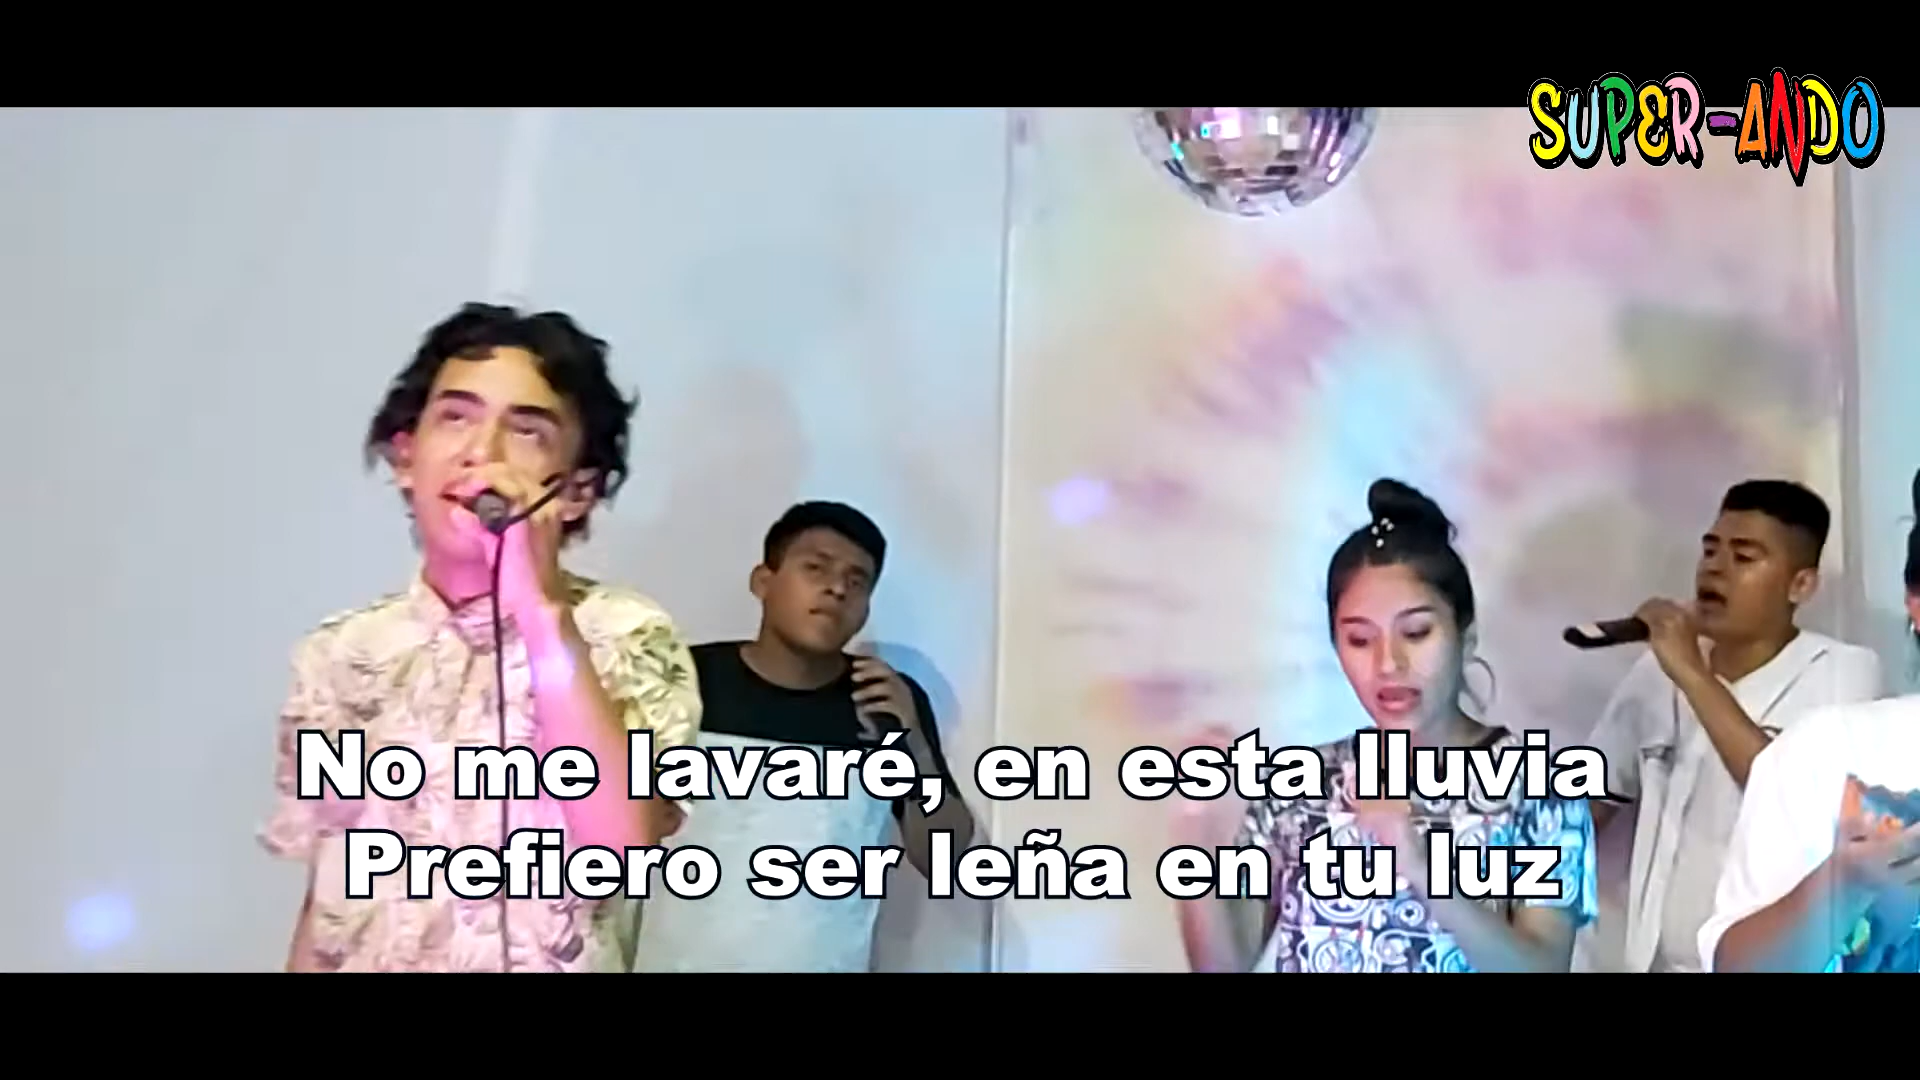 SUPER-ANDO
No me lavaré, en esta lluvia
Prefiero ser leña en tu luz